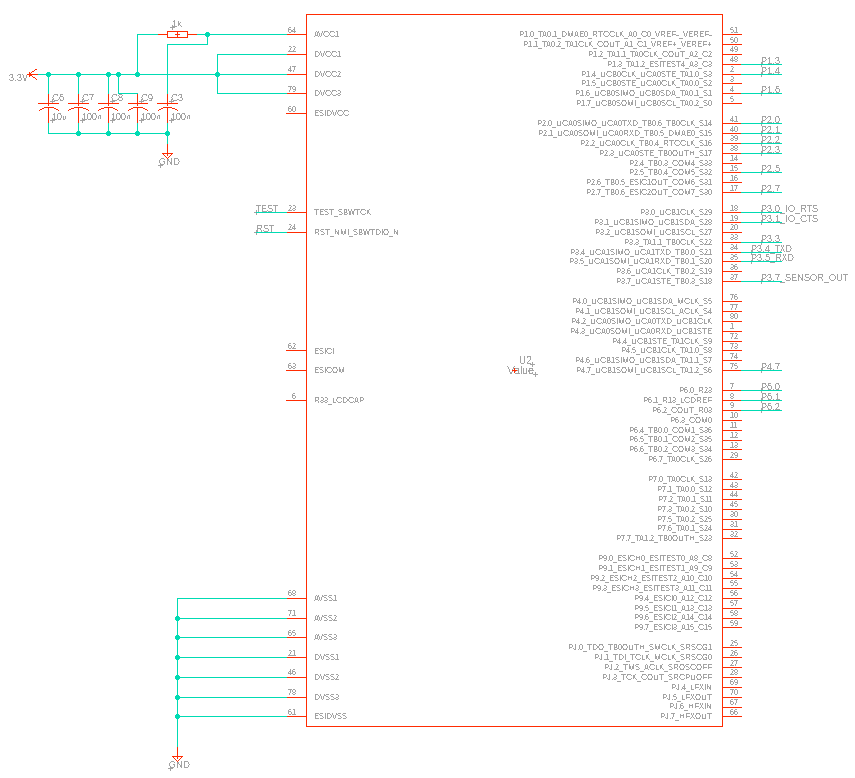 1k
3.3V
C6
10u
C7
100n
C8
100n
C9
100n
C3
100n
GND
64 AVCC1
22 DVCC1
47 DVCC2
79 DVCC3
60 ESIDVCC
TEST 23 TEST_SBWTCK
RST 24 RST_NMI_SBWTDIO_N
62 ESICI
63 ESICOM
6 R33_LCDCAP
68 AVSS1
71 AVSS2
65 AVSS3
21 DVSS1
46 DVSS2
78 DVSS3
61 ESIDVSS
GND
U2
Value
P1.0_TA0.1_DMAE0_RTCCLK_A0_C0_VREF-_VEREF- 51
P1.1_TA0.2_TA1CLK_COUT_A1_C1_VREF+_VEREF+ 50
P1.2_TA1.1_TA0CLK_COUT_A2_C2 49
P1.3_TA1.2_ESITEST4_A3_C3 48 P1.3
P1.4_uCB0CLK_uCA0STE_TA1.0_S3 2 P1.4
P1.5_uCB0STE_uCA0CLK_TA0.0_S2 3
P1.6_uCB0SIMO_uCB0SDA_TA0.1_S1 4 P1.6
P1.7_uCB0SOMI_uCB0SCL_TA0.2_S0 5
P2.0_uCA0SIMO_uCA0TXD_TB0.6_TB0CLK_S14 41 P2.0
P2.1_uCA0SOMI_uCA0RXD_TB0.5_DMAE0_S15 40 P2.1
P2.2_uCA0CLK_TB0.4_RTCCLK_S16 39 P2.2
P2.3_uCA0STE_TB0OUTH_S17 38 P2.3
P2.4_TB0.3_COM4_S33 14
P2.5_TB0.4_COM5_S32 15 P2.5
P2.6_TB0.5_ESIC1OUT_COM6_S31 16
P2.7_TB0.6_ESIC2OUT_COM7_S30 17 P2.7
P3.0_uCB1CLK_S29 18 P3.0_IO_RTS
P3.1_uCB1SIMO_uCB1SDA_S28 19 P3.1_IO_CTS
P3.2_uCB1SOMI_uCB1SCL_S27 20
P3.3_TA1.1_TB0CLK_S22 33 P3.3
P3.4_uCA1SIMO_uCA1TXD_TB0.0_S21 34 P3.4_TXD
P3.5_uCA1SOMI_uCA1RXD_TB0.1_S20 35 P3.5_RXD
P3.6_uCA1CLK_TB0.2_S19 36
P3.7_uCA1STE_TB0.3_S18 37 P3.7_SENSOR_OUT
P4.0_uCB1SIMO_uCB1SDA_MCLK_S5 76
P4.1_uCB1SOMI_uCB1SCL_ACLK_S4 77
P4.2_uCA0SIMO_uCA0TXD_uCB1CLK 80
P4.3_uCA0SOMI_uCA0RXD_uCB1STE 1
P4.4_uCB1STE_TA1CLK_S9 72
P4.5_uCB1CLK_TA1.0_S8 73
P4.6_uCB1SIMO_uCB1SDA_TA1.1_S7 74
P4.7_uCB1SOMI_uCB1SCL_TA1.2_S6 75 P4.7
P6.0_R23 7 P6.0
P6.1_R13_LCDREF 8 P6.1
P6.2_COUT_R03 9 P6.2
P6.3_COM0 10
P6.4_TB0.0_COM1_S36 11
P6.5_TB0.1_COM2_S35 12
P6.6_TB0.2_COM3_S34 13
P6.7_TA0CLK_S26 29
P7.0_TA0CLK_S13 42
P7.1_TA0.0_S12 43
P7.2_TA0.1_S11 44
P7.3_TA0.2_S10 45
P7.5_TA0.2_S25 30
P7.6_TA0.1_S24 31
P7.7_TA1.2_TB0OUTH_S23 32
P9.0_ESICH0_ESITEST0_A8_C8 52
P9.1_ESICH1_ESITEST1_A9_C9 53
P9.2_ESICH2_ESITEST2_A10_C10 54
P9.3_ESICH3_ESITEST3_A11_C11 55
P9.4_ESICI0_A12_C12 56
P9.5_ESICI1_A13_C13 57
P9.6_ESICI2_A14_C14 58
P9.7_ESICI3_A15_C15 59
PJ.0_TDO_TB0OUTH_SMCLK_SRSCG1 25
PJ.1_TDI_TCLK_MCLK_SRSCG0 26
PJ.2_TMS_ACLK_SROSCOFF 27
PJ.3_TCK_COUT_SRCPUOFF 28
PJ.4_LFXIN 69
PJ.5_LFXOUT 70
PJ.6_HFXIN 67
PJ.7_HFXOUT 66